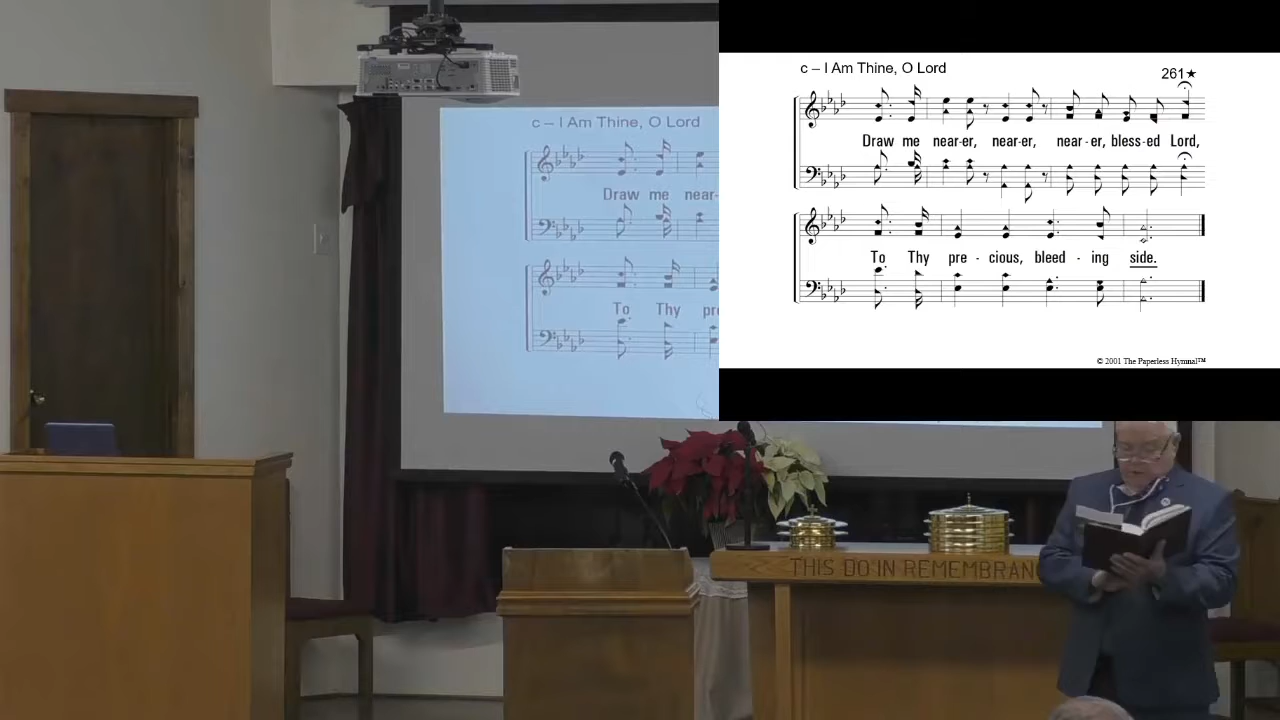 c – I Am Thine, O Lord
261★
Draw me near-er, near-er, near-er, bless-ed Lord,
To Thy pre - cious, bleed - ing side.
© 2001 The Paperless Hymnal™
c – I Am Thine, O Lord
Draw me near-
To Thy pre
THIS DO IN REMEMBRAN